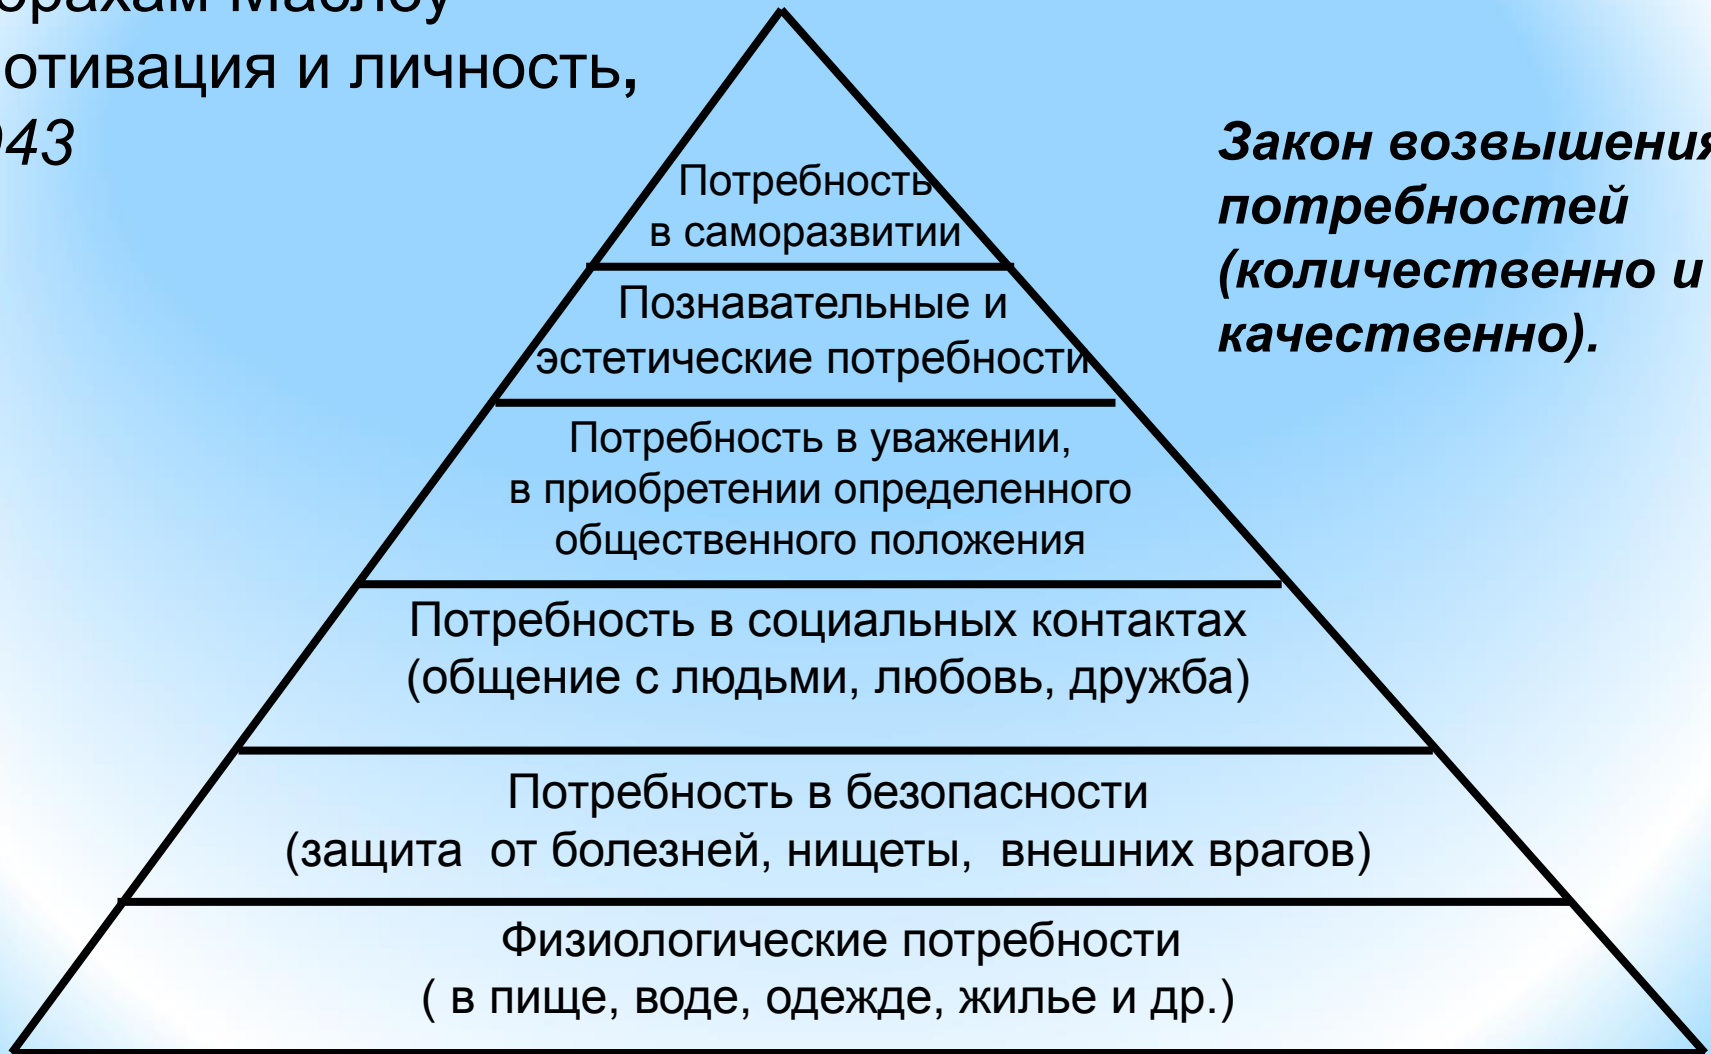 Маслоу
отивация и личность,
943
Закон возвышения
потребностей
(количественно и
качественно).
Потребность
в саморазвитии
Познавательные и
эстетические потребности
Потребность в уважении,
в приобретении определенного
общественного положения
Потребность в социальных контактах
(общение с людьми, любовь, дружба)
Потребность в безопасности
(защита от болезней, нищеты, внешних врагов)
Физиологические потребности
( в пище, воде, одежде, жилье и др.)